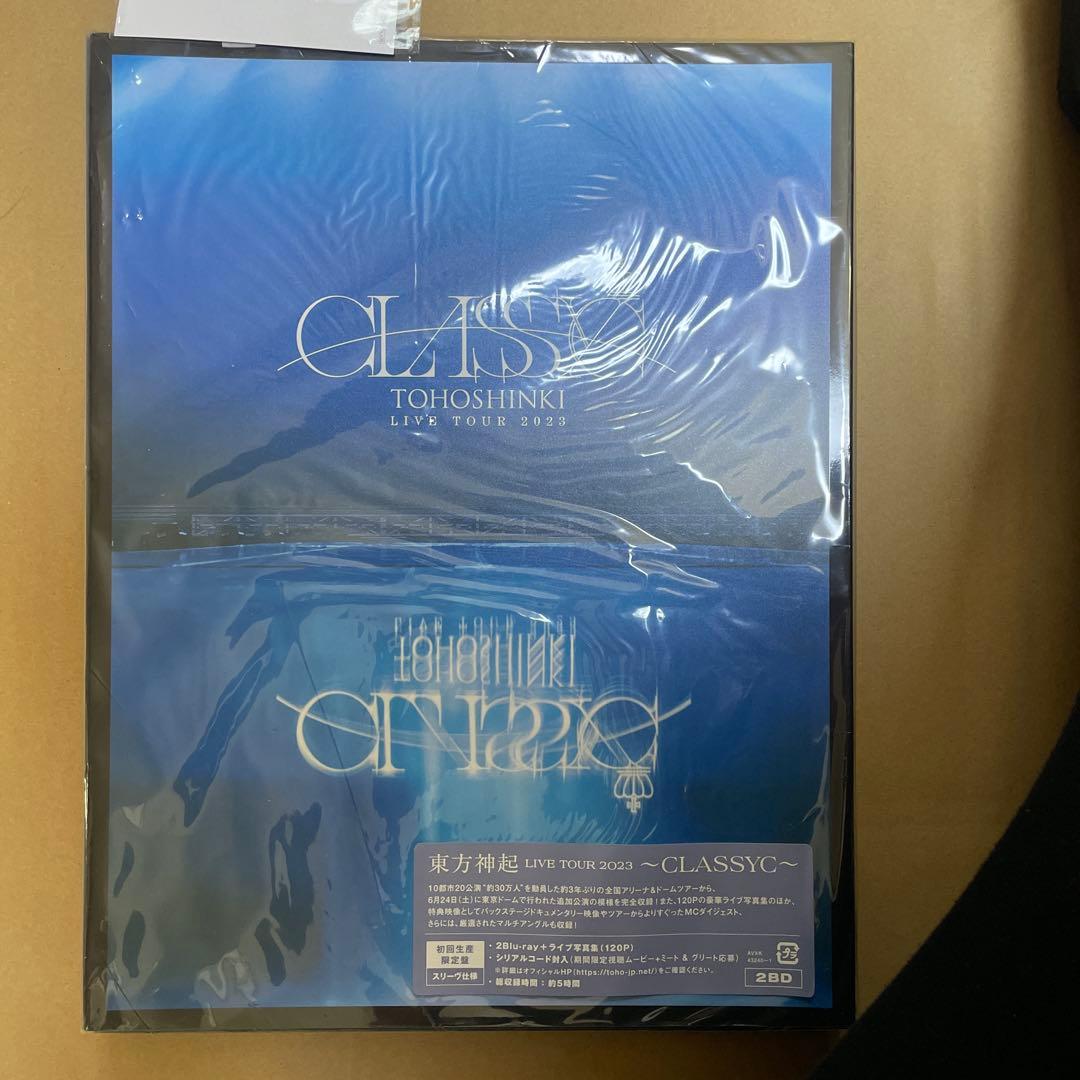 CLASSYC
TOHOSHINKI
LIVE TOUR 2023
LIVE TOUR 2023
TOHOSHINKI
CLASSYC
東方神起 LIVE TOUR 2023 ～CLASSYC～
10都市20公演“約30万人”を動員した約3年ぶりの全国アリーナ&ドームツアーから、
6月24日(土)に東京ドームで行われた追加公演の模様を完全収録!また、120Pの豪華ライブ写真集のほか、
特典映像としてバックステージドキュメンタリー映像やツアーからよりすぐったMCダイジェスト、
さらには、厳選されたマルチアングルも収録!
初回生産
限定盤
スリーヴ仕様
・2Blu-ray+ライブ写真集(120P)
・シリアルコード封入(期間限定視聴ムービー+ミート & グリート応募)
※詳細はオフィシャルHP(https://toho-jp.net/)をご確認ください。
・総収録時間:約5時間
AVXK
43240~1
プラ
2BD